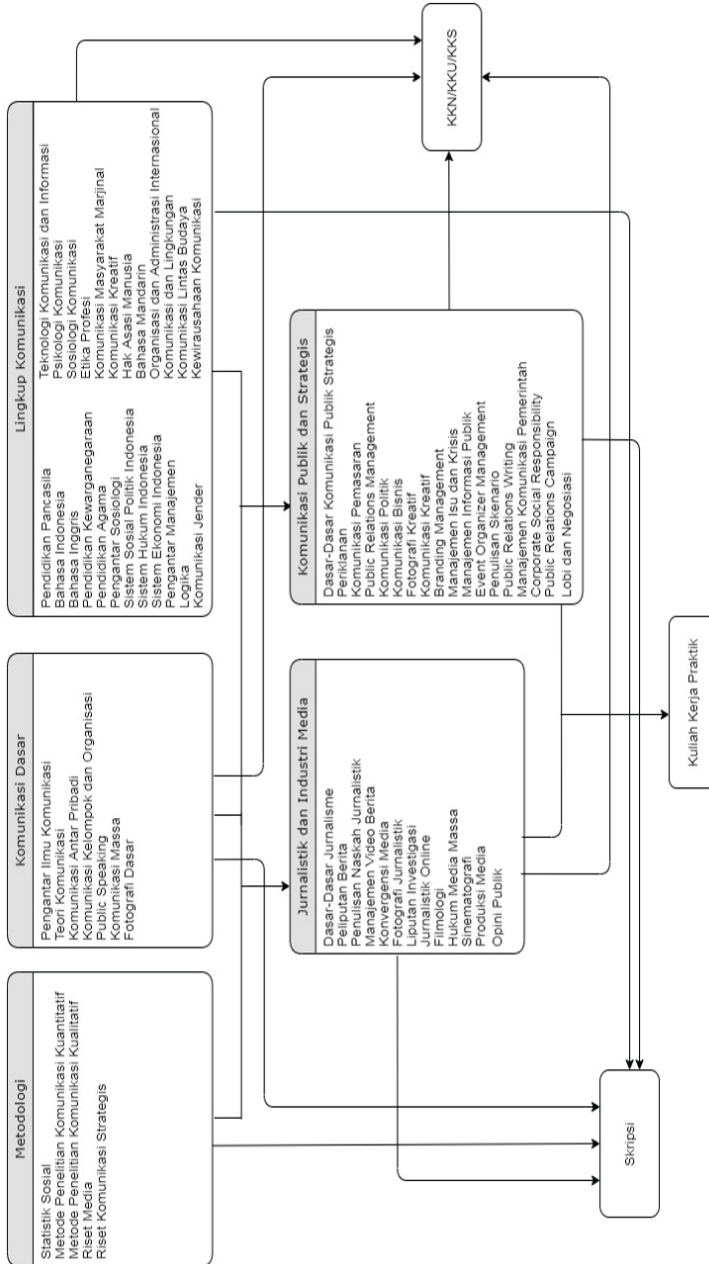 Metodologi
Statistik Sosial
Metode Penelitian Komunikasi Kuantitatif
Metode Penelitian Komunikasi Kualitatif
Riset Media
Riset Komunikasi Strategis
Komunikasi Dasar
Pengantar Ilmu Komunikasi
Teori Komunikasi
Komunikasi Antar Pribadi
Komunikasi Kelompok dan Organisasi
Public Speaking
Komunikasi Massa
Fotografi Dasar
Lingkup Komunikasi
Pendidikan Pancasila
Bahasa Indonesia
Bahasa Inggris
Pendidikan Kewarganegaraan
Pendidikan Agama
Pengantar Sosiologi
Sistem Sosial Politik Indonesia
Sistem Hukum Indonesia
Sistem Ekonomi Indonesia
Pengantar Manajemen
Logika
Komunikasi Jender
Teknologi Komunikasi dan Informasi
Psikologi Komunikasi
Sosiologi Komunikasi
Etika Profesi
Komunikasi Masyarakat Marjinal
Komunikasi Kreatif
Hak Asasi Manusia
Bahasa Mandarin
Organisasi dan Administrasi Internasional
Komunikasi dan Lingkungan
Komunikasi Lintas Budaya
Kewirausahaan Komunikasi
Jurnalistik dan Industri Media
Dasar-Dasar Jurnalisme
Peliputan Berita
Penulisan Naskah Jurnalistik
Manajemen Video Berita
Konvergensi Media
Fotografi Jurnalistik
Liputan Investigasi
Jurnalistik Online
Filmologi
Hukum Media Massa
Sinematografi
Produksi Media
Opini Publik
Komunikasi Publik dan Strategis
Dasar-Dasar Komunikasi Publik Strategis
Periklanan
Komunikasi Pemasaran
Public Relations Management
Komunikasi Politik
Komunikasi Bisnis
Fotografi Kreatif
Komunikasi Kreatif
Branding Management
Manajemen Isu dan Krisis
Manajemen Informasi Publik
Event Organizer Management
Penulisan Skenario
Public Relations Writing
Manajemen Komunikasi Pemerintah
Corporate Social Responsibility
Public Relations Campaign
Lobi dan Negosiasi
KKN/KKU/KKS
Skripsi
Kuliah Kerja Praktik